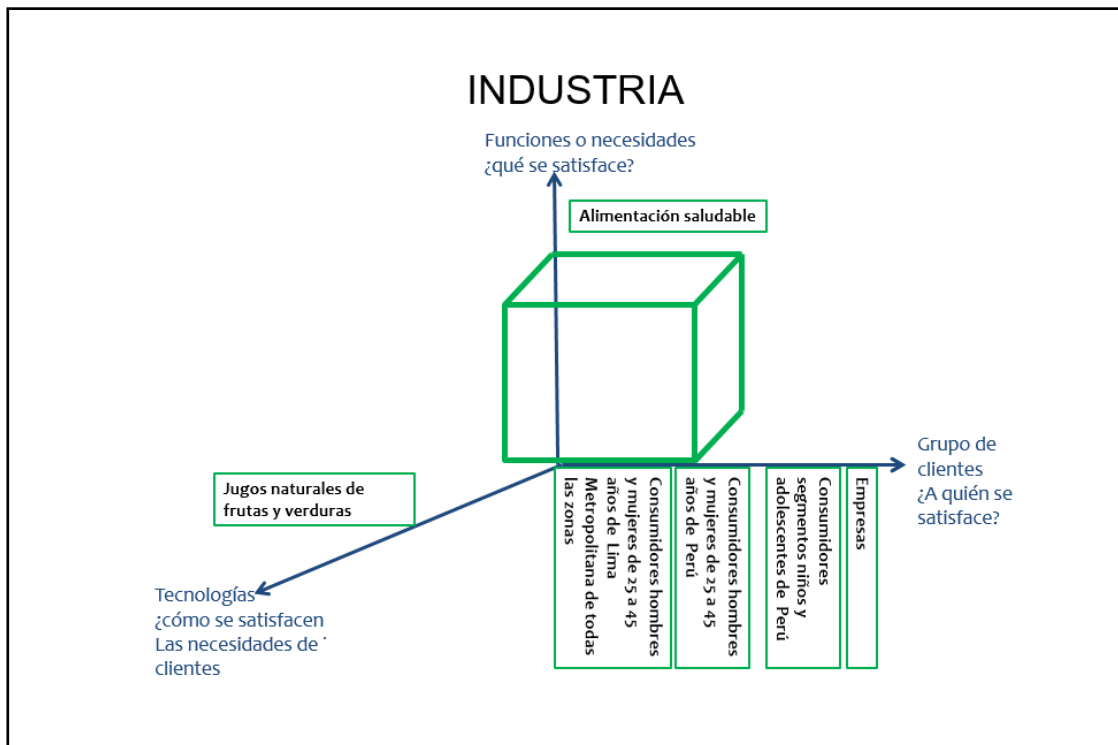 INDUSTRIA
Funciones o necesidades
¿qué se satisface?
Alimentación saludable
Grupo de
clientes
¿A quién se
satisface?
Jugos naturales de
frutas y verduras
Tecnologías
¿cómo se satisfacen
Las necesidades de
clientes
Consumidores hombres
y mujeres de 25 a 45
años de Lima
Metropolitana de todas
las zonas
Consumidores hombres
y mujeres de 25 a 45
años de Perú
Consumidores
segmentos niños y
adolescentes de Perú
Empresas